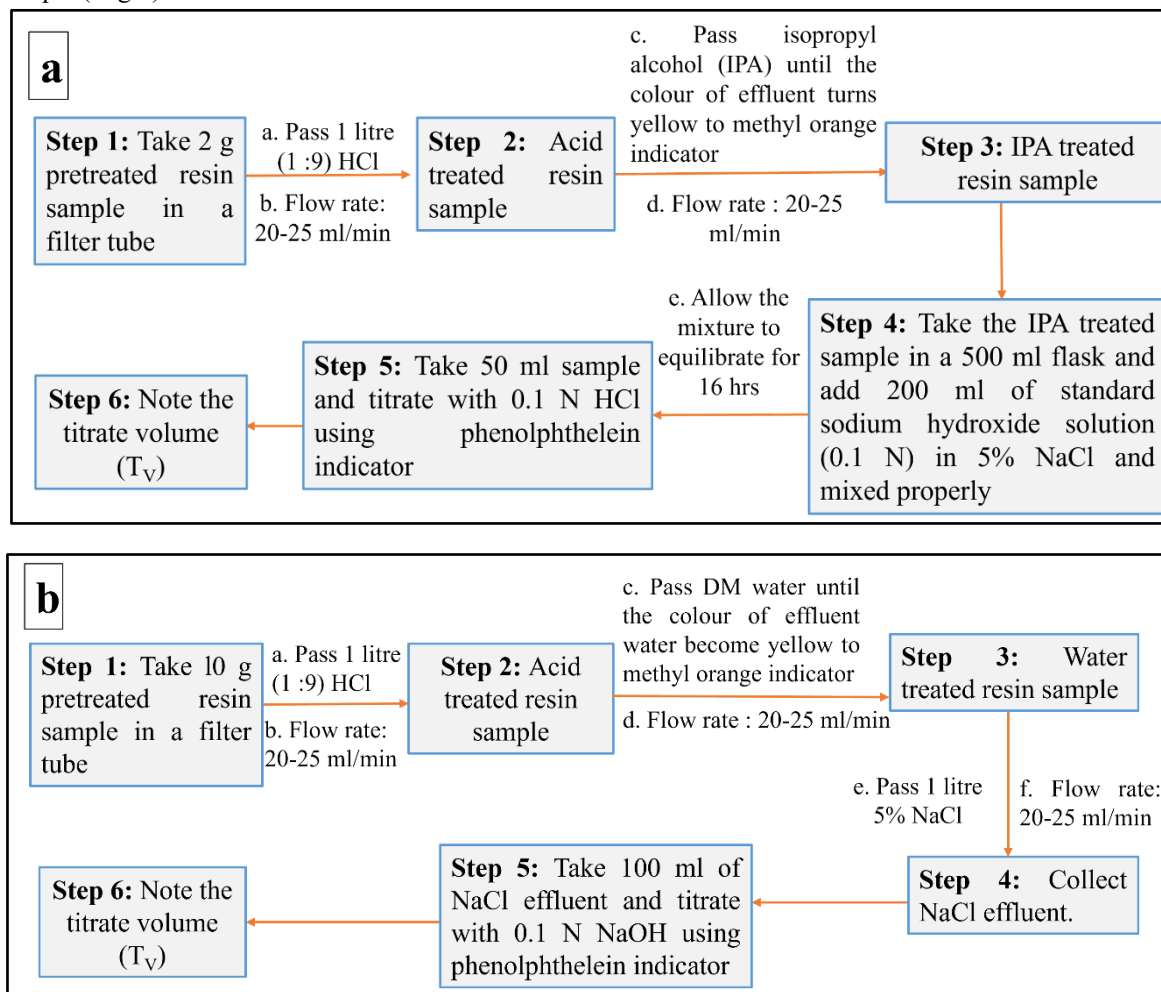 a
Step 1: Take 2 g
pretreated resin
sample in a
filter tube
a. Pass 1 litre
(1 :9) HCl
b. Flow rate:
20-25 ml/min
Step 2: Acid
treated resin
sample
c. Pass isopropyl
alcohol (IPA) until the
colour of effluent turns
yellow to methyl orange
indicator
d. Flow rate : 20-25
ml/min
Step 3: IPA treated
resin sample
Step 4: Take the IPA treated
sample in a 500 ml flask and
add 200 ml of standard
sodium hydroxide solution
(0.1 N) in 5% NaCl and
mixed properly
e. Allow the
mixture to
equilibrate for
16 hrs
Step 5: Take 50 ml sample
and titrate with 0.1 N HCl
using phenolphthelein
indicator
Step 6: Note the
titrate volume
(TV)
b
Step 1: Take l0 g
pretreated resin
sample in a filter
tube
a. Pass 1 litre
(1 :9) HCl
b. Flow rate:
20-25 ml/min
Step 2: Acid
treated resin
sample
c. Pass DM water until
the colour of effluent
water become yellow to
methyl orange indicator
d. Flow rate : 20-25 ml/min
Step 3: Water
treated resin sample
e. Pass 1 litre
5% NaCl
f. Flow rate:
20-25 ml/min
Step 4: Collect
NaCl effluent.
Step 5: Take 100 ml of
NaCl effluent and titrate
with 0.1 N NaOH using
phenolphthelein indicator
Step 6: Note the
titrate volume
(TV)